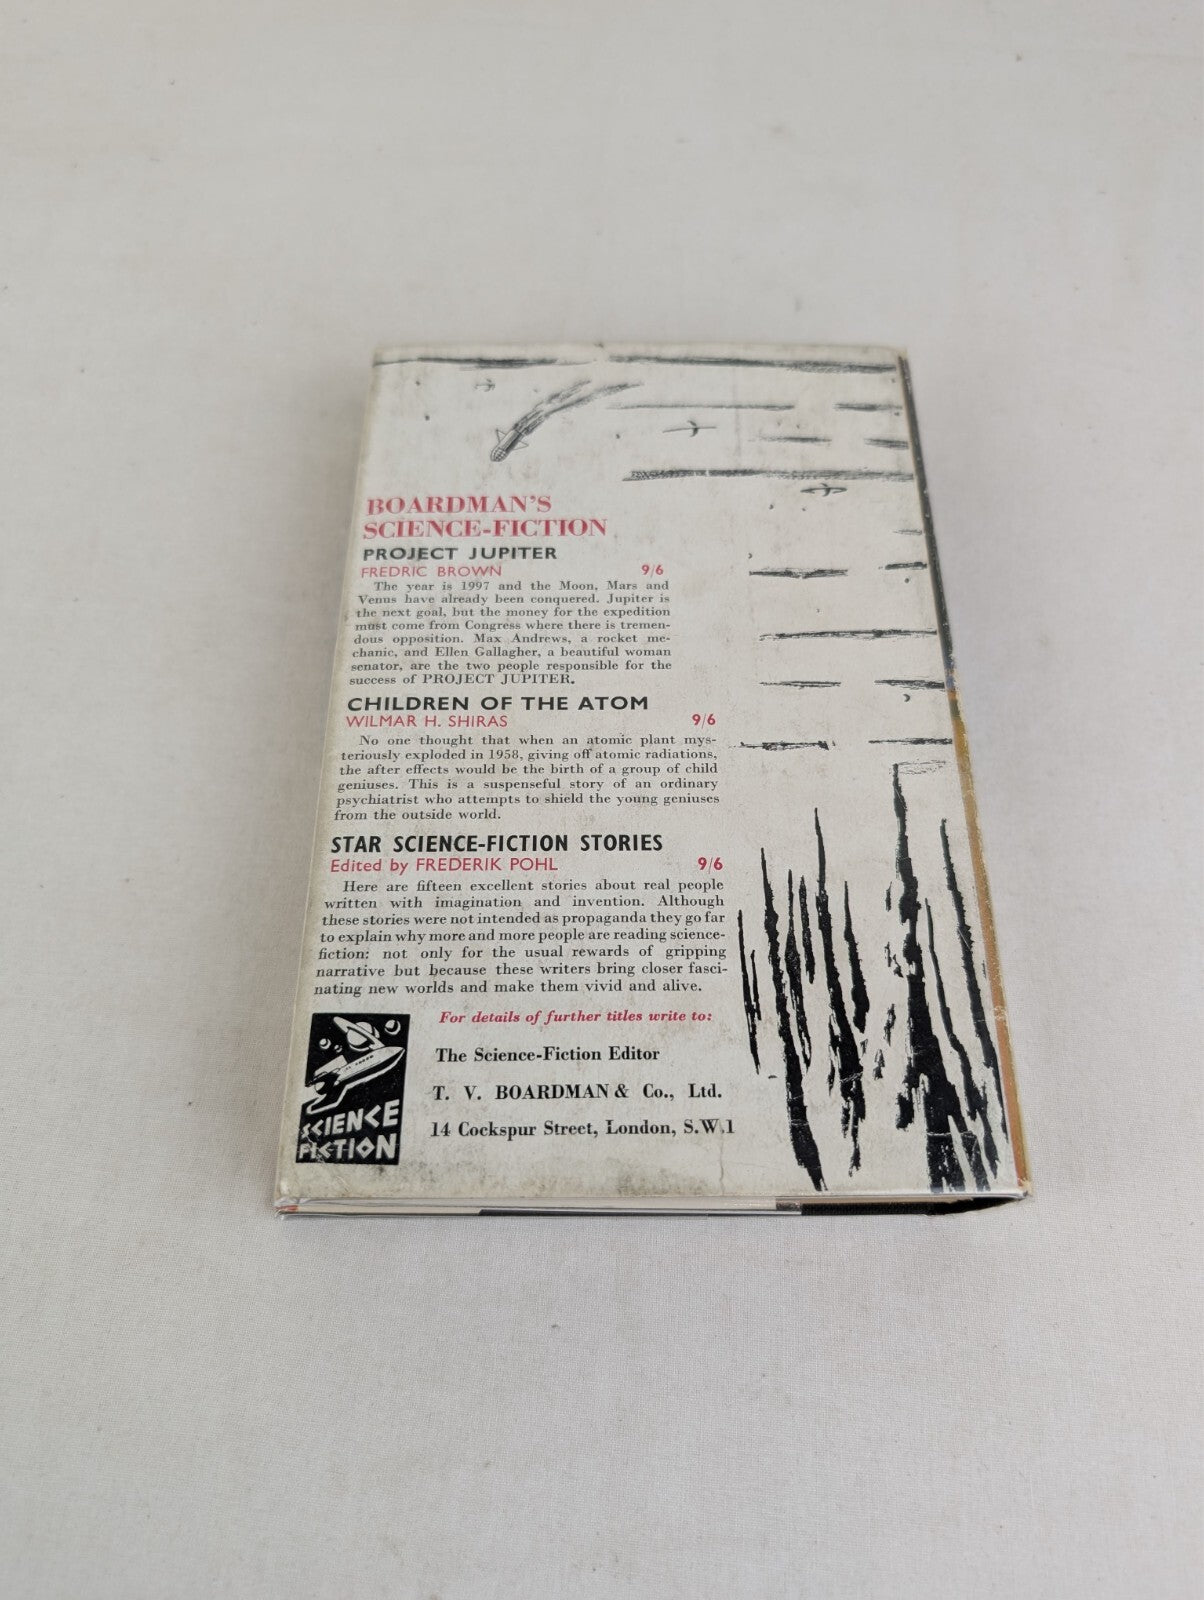 BOARDMAN'S
SCIENCE-FICTION
PROJECT JUPITER
FREDRIC BROWN 9/6
The year is 1997 and the Moon, Mars and
Venus have already been conquered. Jupiter is
the next goal, but the money for the expedition
must come from Congress where there is tremen-
dous opposition. Max Andrews, a rocket me-
chanic, and Ellen Gallagher, a beautiful woman
senator, are the two people responsible for the
success of PROJECT JUPITER.
CHILDREN OF THE ATOM
WILMAR H. SHIRAS 9/6
No one thought that when an atomic plant mys-
teriously exploded in 1958, giving off atomic radiations,
the after effects would be the birth of a group of child
geniuses. This is a suspenseful story of an ordinary
psychiatrist who attempts to shield the young geniuses
from the outside world.
STAR SCIENCE-FICTION STORIES
Edited by FREDERIK POHL 9/6
Here are fifteen excellent stories about real people
written with imagination and invention. Although
these stories were not intended as propaganda they go far
to explain why more and more people are reading science-
fiction: not only for the usual rewards of gripping
narrative but because these writers bring closer fasci-
nating new worlds and make them vivid and alive.
For details of further titles write to:
The Science-Fiction Editor
T. V. BOARDMAN & Co., Ltd.
14 Cockspur Street, London, S.W.1
SCIENCE
FICTION